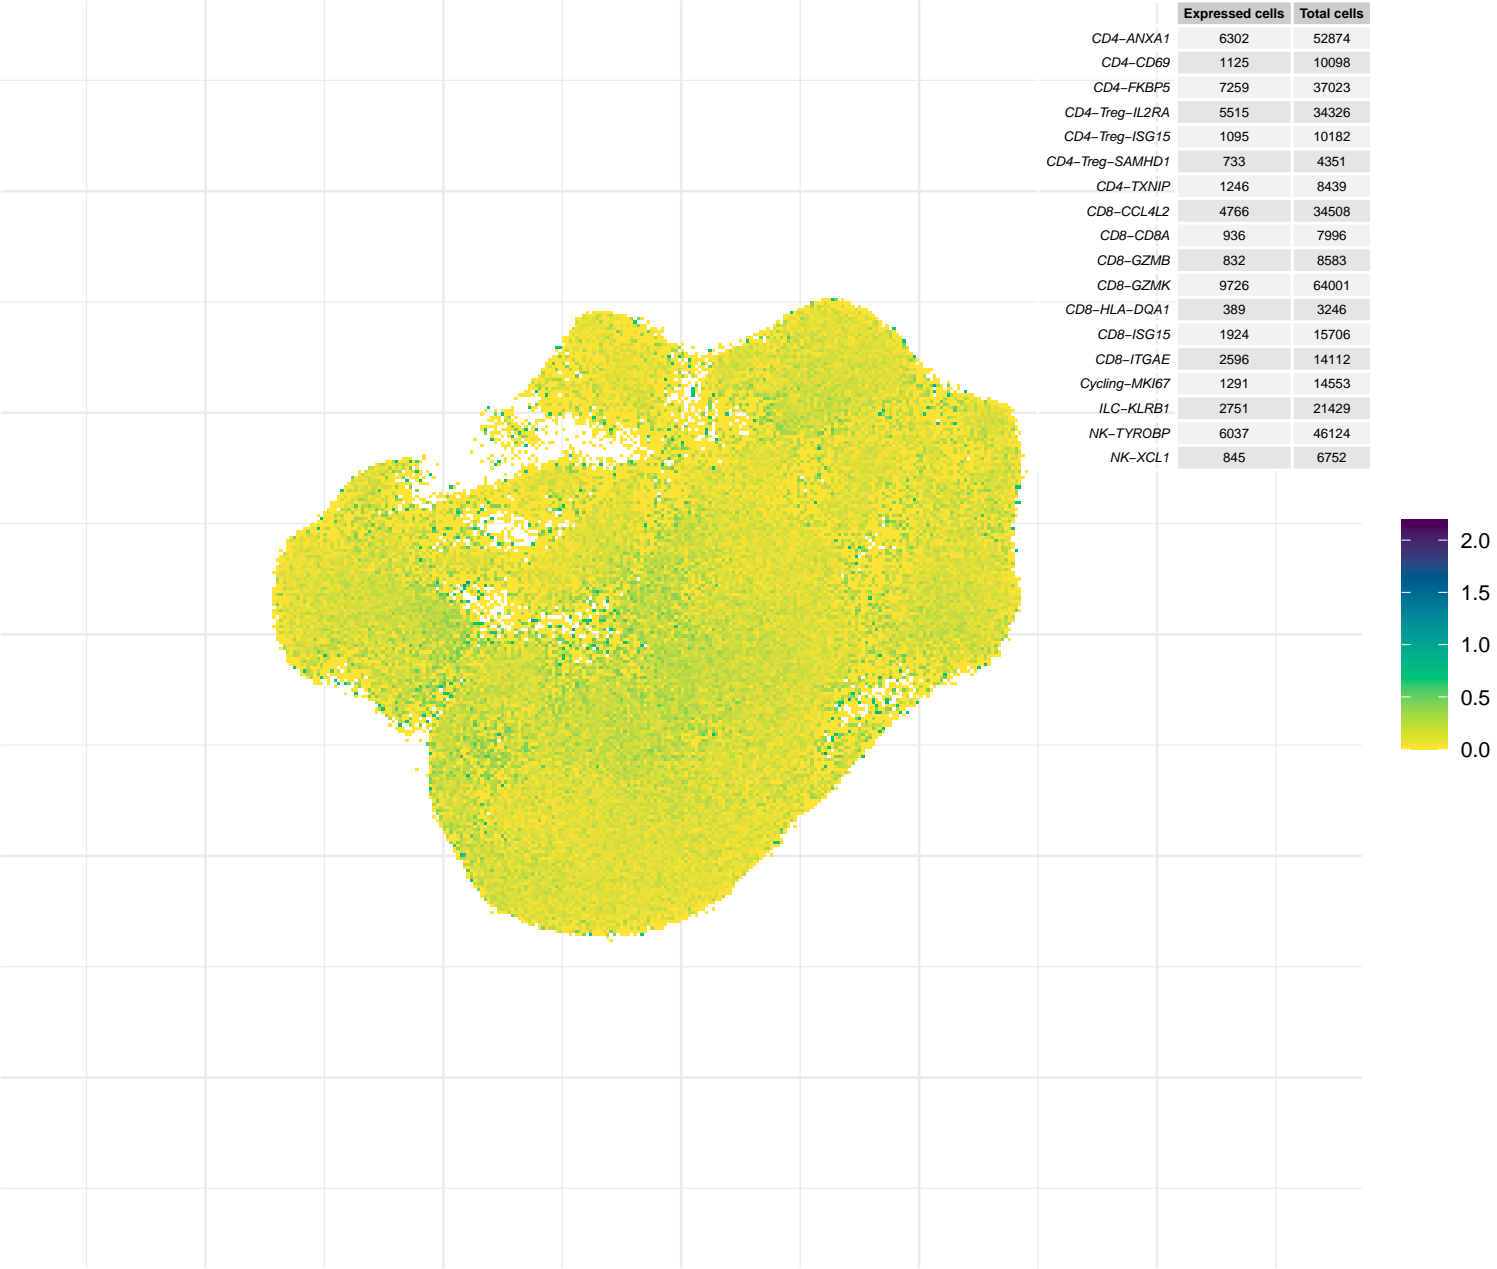 Expressed cells Total cells
CD4−ANXA1 6302 52874
CD4−CD69 1125 10098
CD4−FKBP5 7259 37023
CD4−Treg−IL2RA 5515 34326
CD4−Treg−ISG15 1095 10182
CD4−Treg−SAMHD1 733 4351
CD4−TXNIP 1246 8439
CD8−CCL4L2 4766 34508
CD8−CD8A 936 7996
CD8−GZMB 832 8583
CD8−GZMK 9726 64001
CD8−HLA−DQA1 389 3246
CD8−ISG15 1924 15706
CD8−ITGAE 2596 14112
Cycling−MKI67 1291 14553
ILC−KLRB1 2751 21429
NK−TYROBP 6037 46124
NK−XCL1 845 6752
2.0
1.5
1.0
0.5
0.0